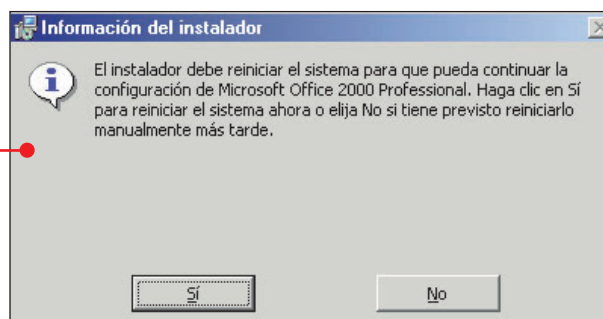 Información del instalador
El instalador debe reiniciar el sistema para que pueda continuar la
configuración de Microsoft Office 2000 Professional. Haga clic en Sí
para reiniciar el sistema ahora o elija No si tiene previsto reiniciarlo
manualmente más tarde.
Sí
No